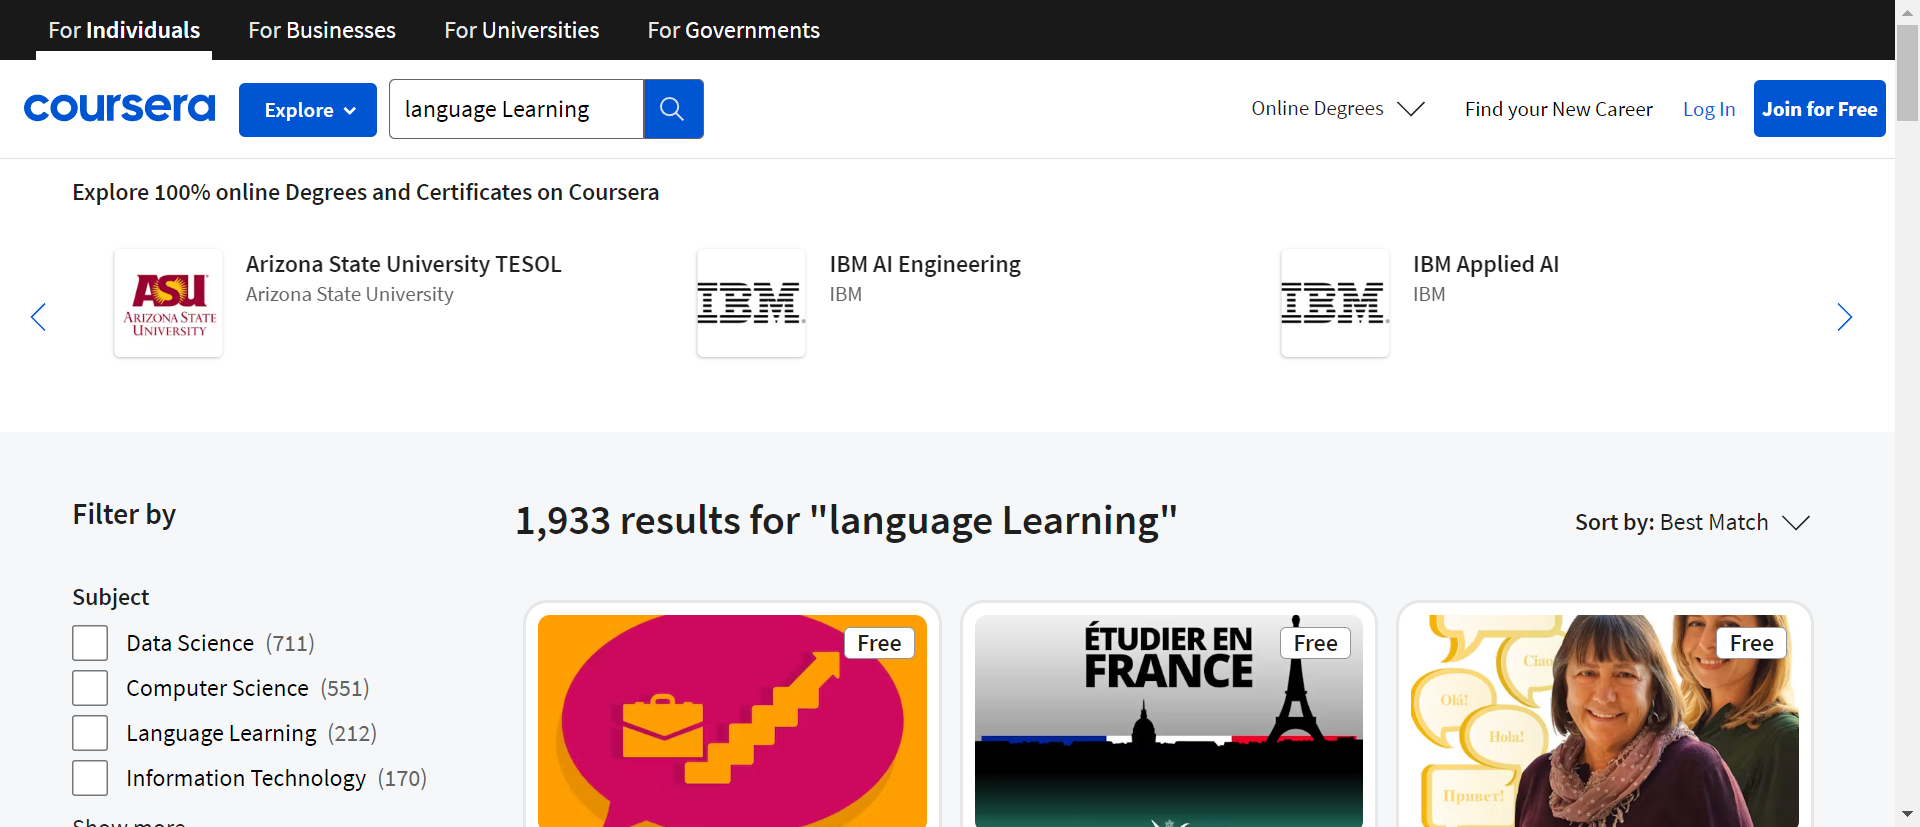 For Individuals For Businesses For Universities For Governments
coursera Explore language Learning Online Degrees Find your New Career Log In Join for Free
Explore 100% online Degrees and Certificates on Coursera
ASU
ARIZONA STATE
UNIVERSITY
Arizona State University TESOL
Arizona State University
IBM
IBM AI Engineering
IBM
IBM
IBM Applied AI
IBM
Filter by
1,933 results for "language Learning"
Sort by: Best Match
Subject
Data Science (711)
Computer Science (551)
Language Learning (212)
Information Technology (170)
Show more
Free
ÉTUDIER EN
FRANCE
Free
Free
Ciao
Olá!
Hola!
Привет!